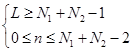 L ≥ N₁ + N₂ − 1
0 ≤ n ≤ N₁ + N₂ − 2